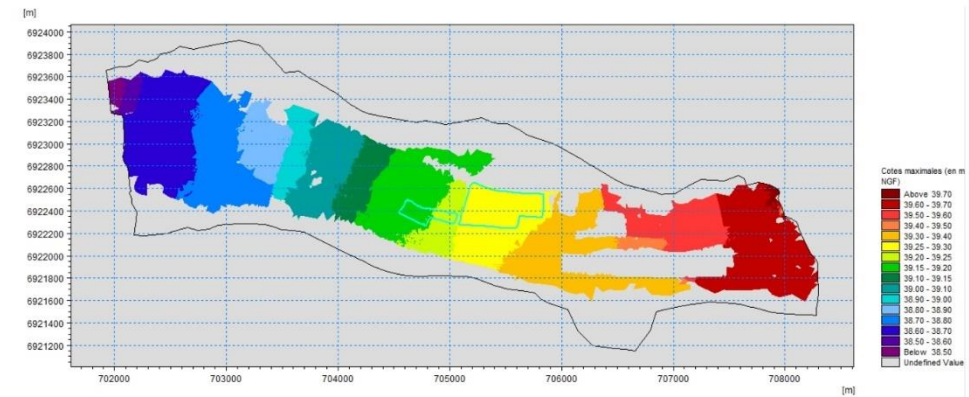 [m]
6924000
6923800
6923600
6923400
6923200
6923000
6922800
6922600
6922400
6922200
6922000
6921800
6921600
6921400
6921200
702000 703000 704000 705000 706000 707000 708000
[m]
Cotes maximales (en m
NGF)
Above 39.70
39.60 - 39.70
39.50 - 39.60
39.40 - 39.50
39.30 - 39.40
39.25 - 39.30
39.20 - 39.25
39.15 - 39.20
39.10 - 39.15
39.00 - 39.10
38.90 - 39.00
38.80 - 38.90
38.70 - 38.80
38.60 - 38.70
38.50 - 38.60
Below 38.50
Undefined Value